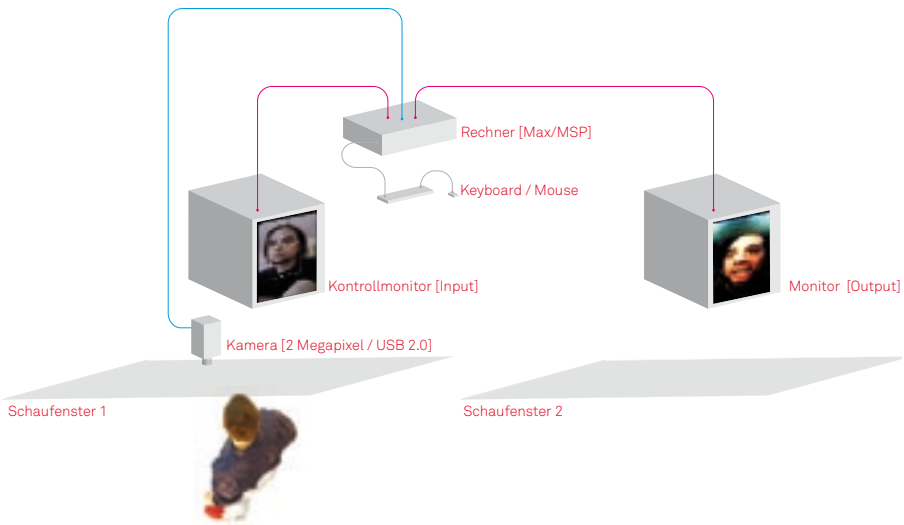 Rechner [Max/MSP]
Keyboard / Mouse
Kontrollmonitor [Input]
Monitor [Output]
Kamera [2 Megapixel / USB 2.0]
Schaufenster 1
Schaufenster 2